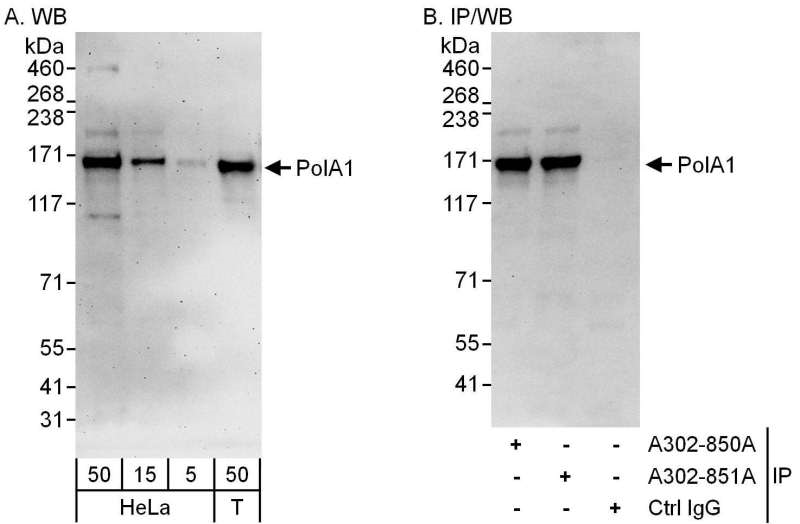 A. WB
kDa
460
268
238
171
117
71
55
41
31
PolA1
50 15 5 50
HeLa T
B. IP/WB
kDa
460
268
238
171
117
71
55
41
PolA1
+ - - A302-850A
- + - A302-851A
- - + Ctrl IgG
IP